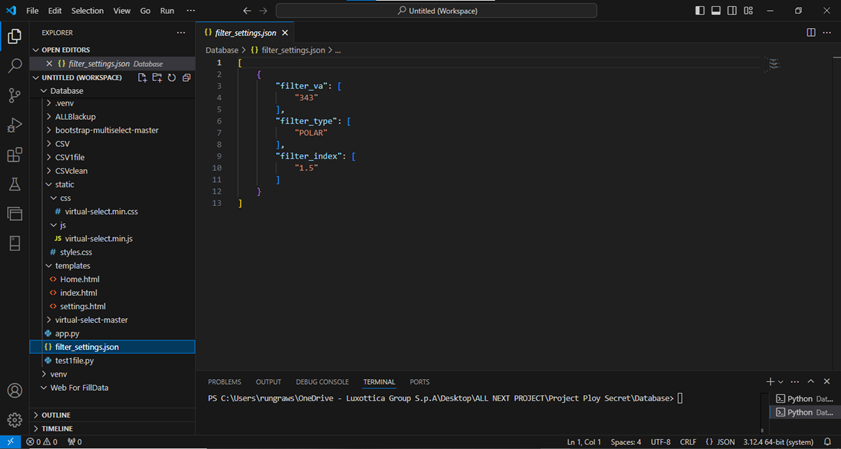 File Edit Selection View Go Run ··· Untitled (Workspace)
EXPLORER ···
OPEN EDITORS
{} filter_settings.json Database
UNTITLED (WORKSPACE)
Database
.venv
ALLBlackup
bootstrap-multiselect-master
CSV
CSV1file
CSVclean
static
css
# virtual-select.min.css
js
JS virtual-select.min.js
# styles.css
templates
<> Home.html
<> index.html
<> settings.html
virtual-select-master
app.py
{} filter_settings.json
test1file.py
venv
Web For FillData
OUTLINE
TIMELINE
{} filter_settings.json
Database > {} filter_settings.json > ...
1 [
2 {
3 "filter_va": [
4 "343"
5 ],
6 "filter_type": [
7 "POLAR"
8 ],
9 "filter_index": [
10 "1.5"
11 ]
12 }
13 ]
PROBLEMS OUTPUT DEBUG CONSOLE TERMINAL PORTS
PS C:\Users\rungraws\OneDrive - Luxottica Group S.p.A\Desktop\ALL NEXT PROJECT\Project Ploy Secret\Database>
Python Dat...
Python Dat...
0 0 0 Ln 1, Col 1 Spaces: 4 UTF-8 CRLF {} JSON 3.12.4 64-bit (system)